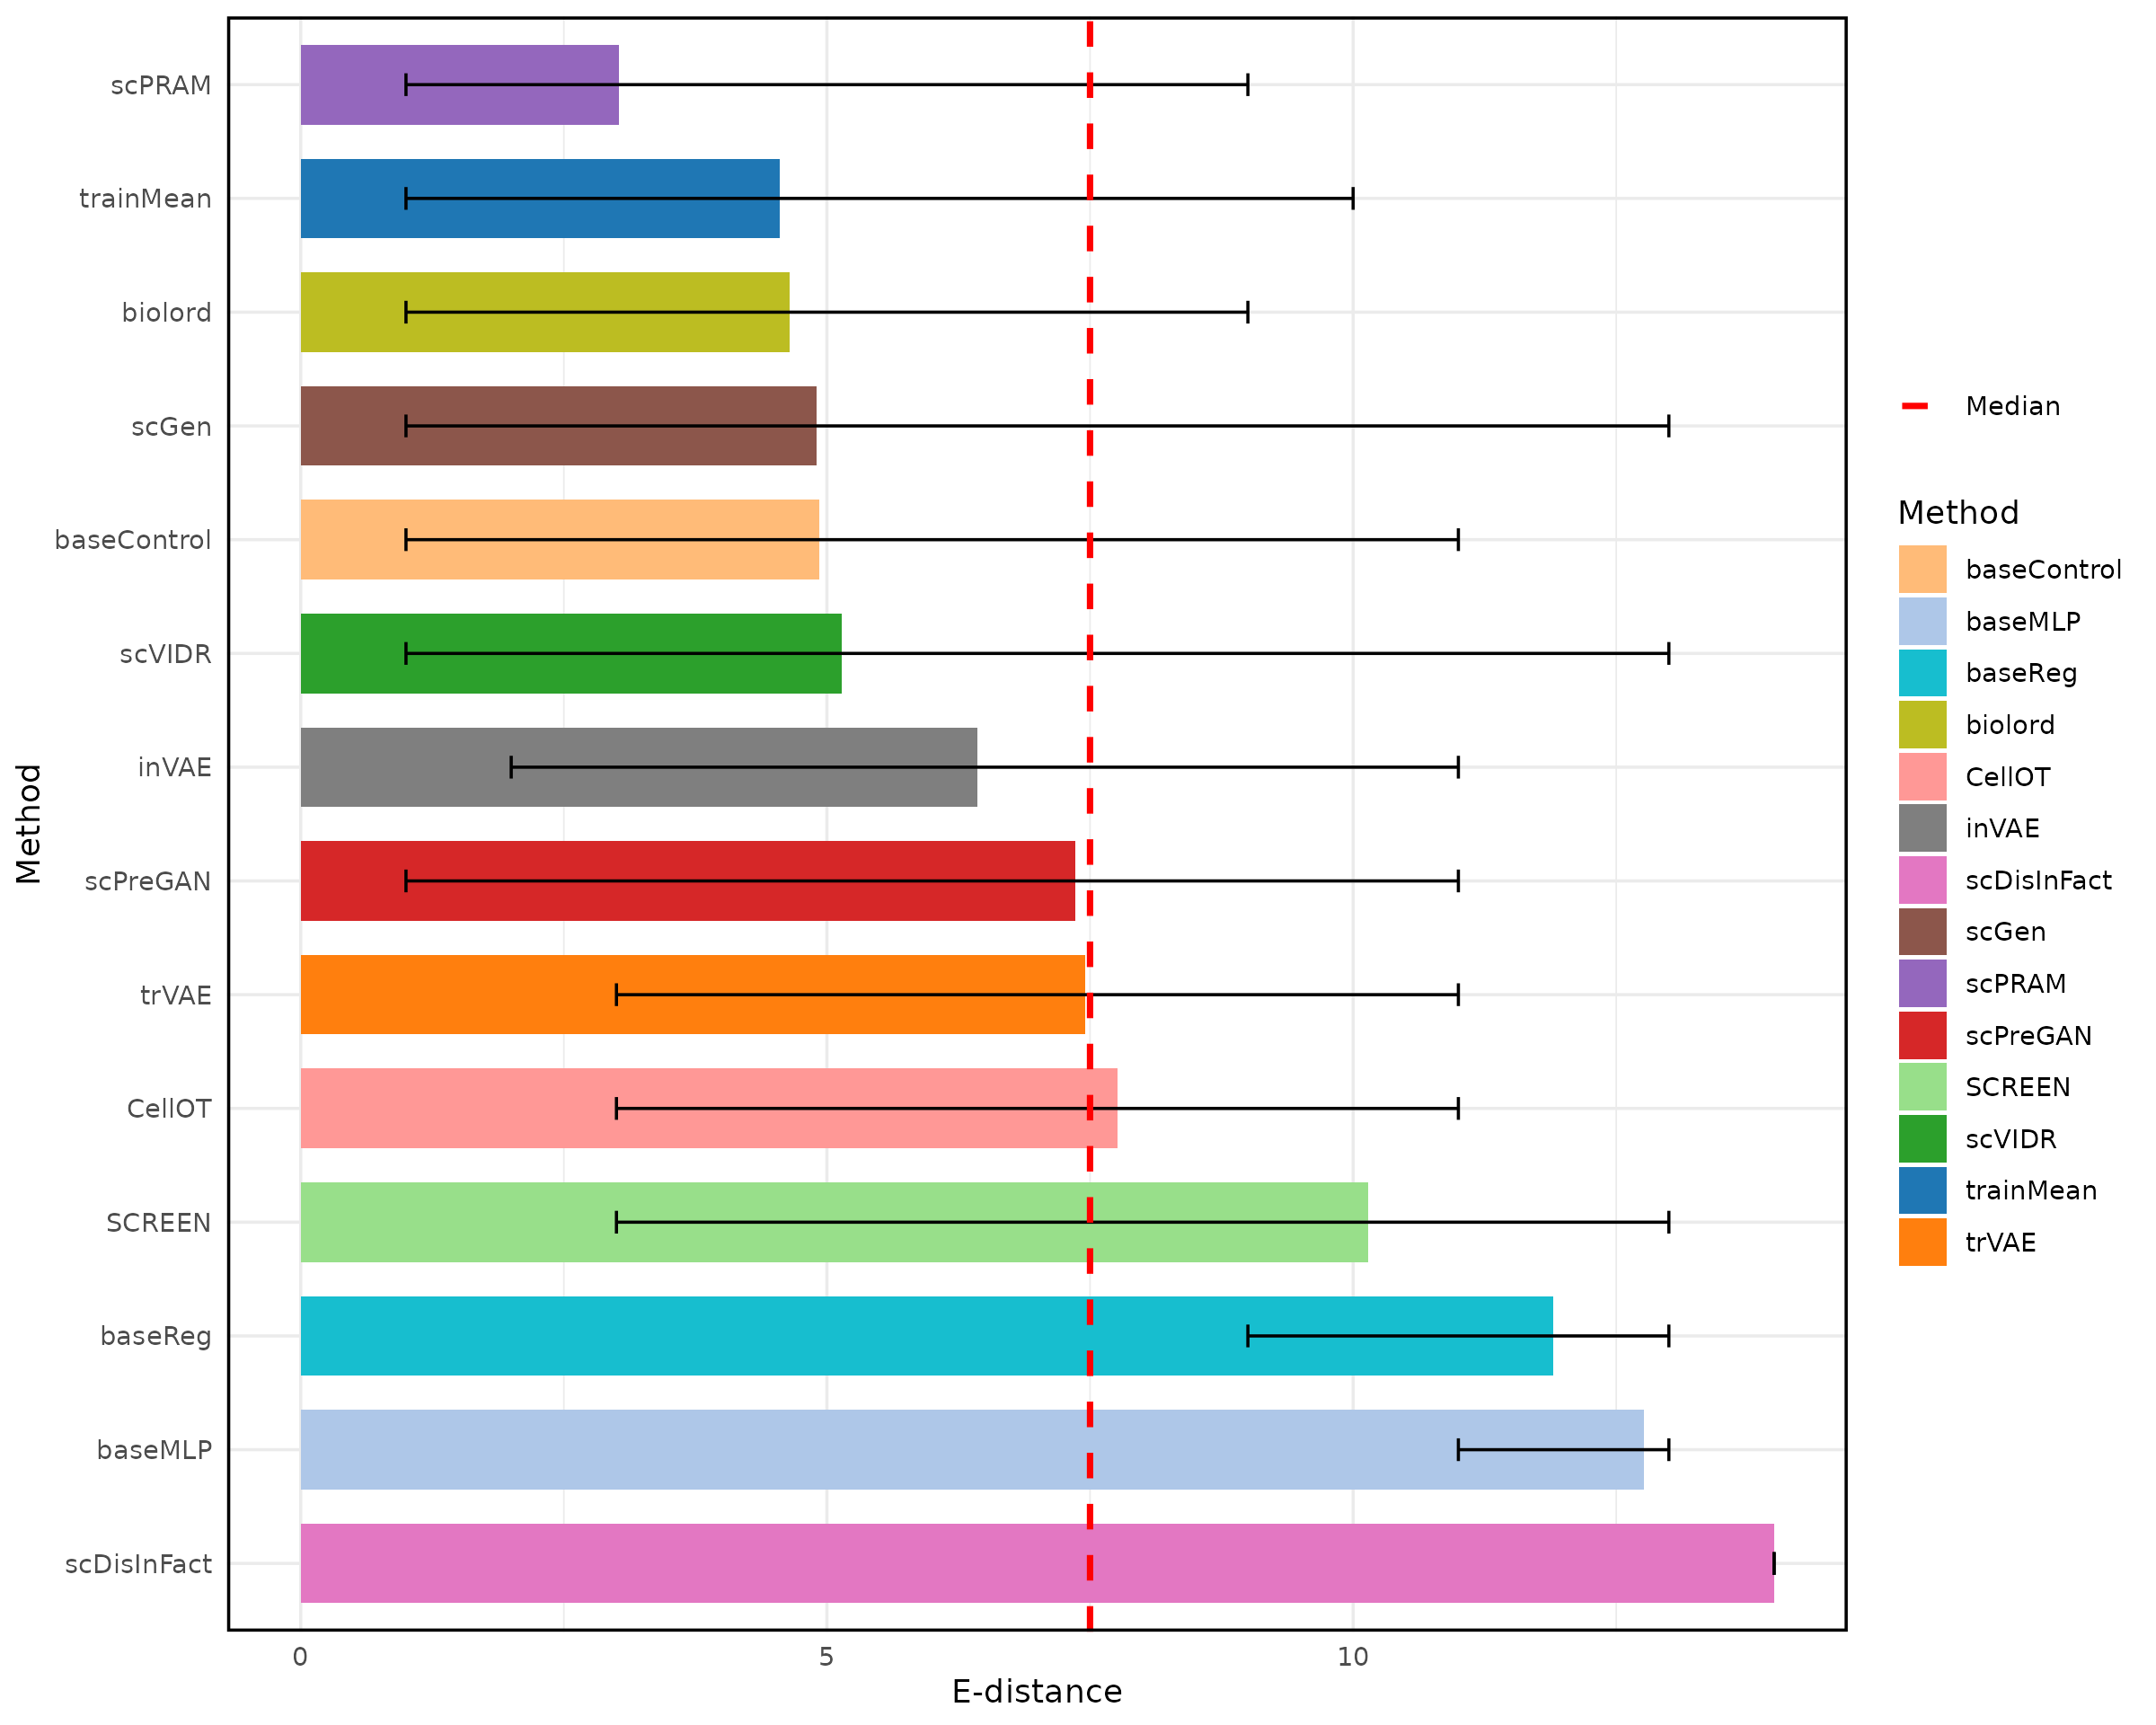 Method
scPRAM
trainMean
biolord
scGen
baseControl
scVIDR
inVAE
scPreGAN
trVAE
CellOT
SCREEN
baseReg
baseMLP
scDisInFact
0 5 10
E-distance
Median
Method
baseControl
baseMLP
baseReg
biolord
CellOT
inVAE
scDisInFact
scGen
scPRAM
scPreGAN
SCREEN
scVIDR
trainMean
trVAE